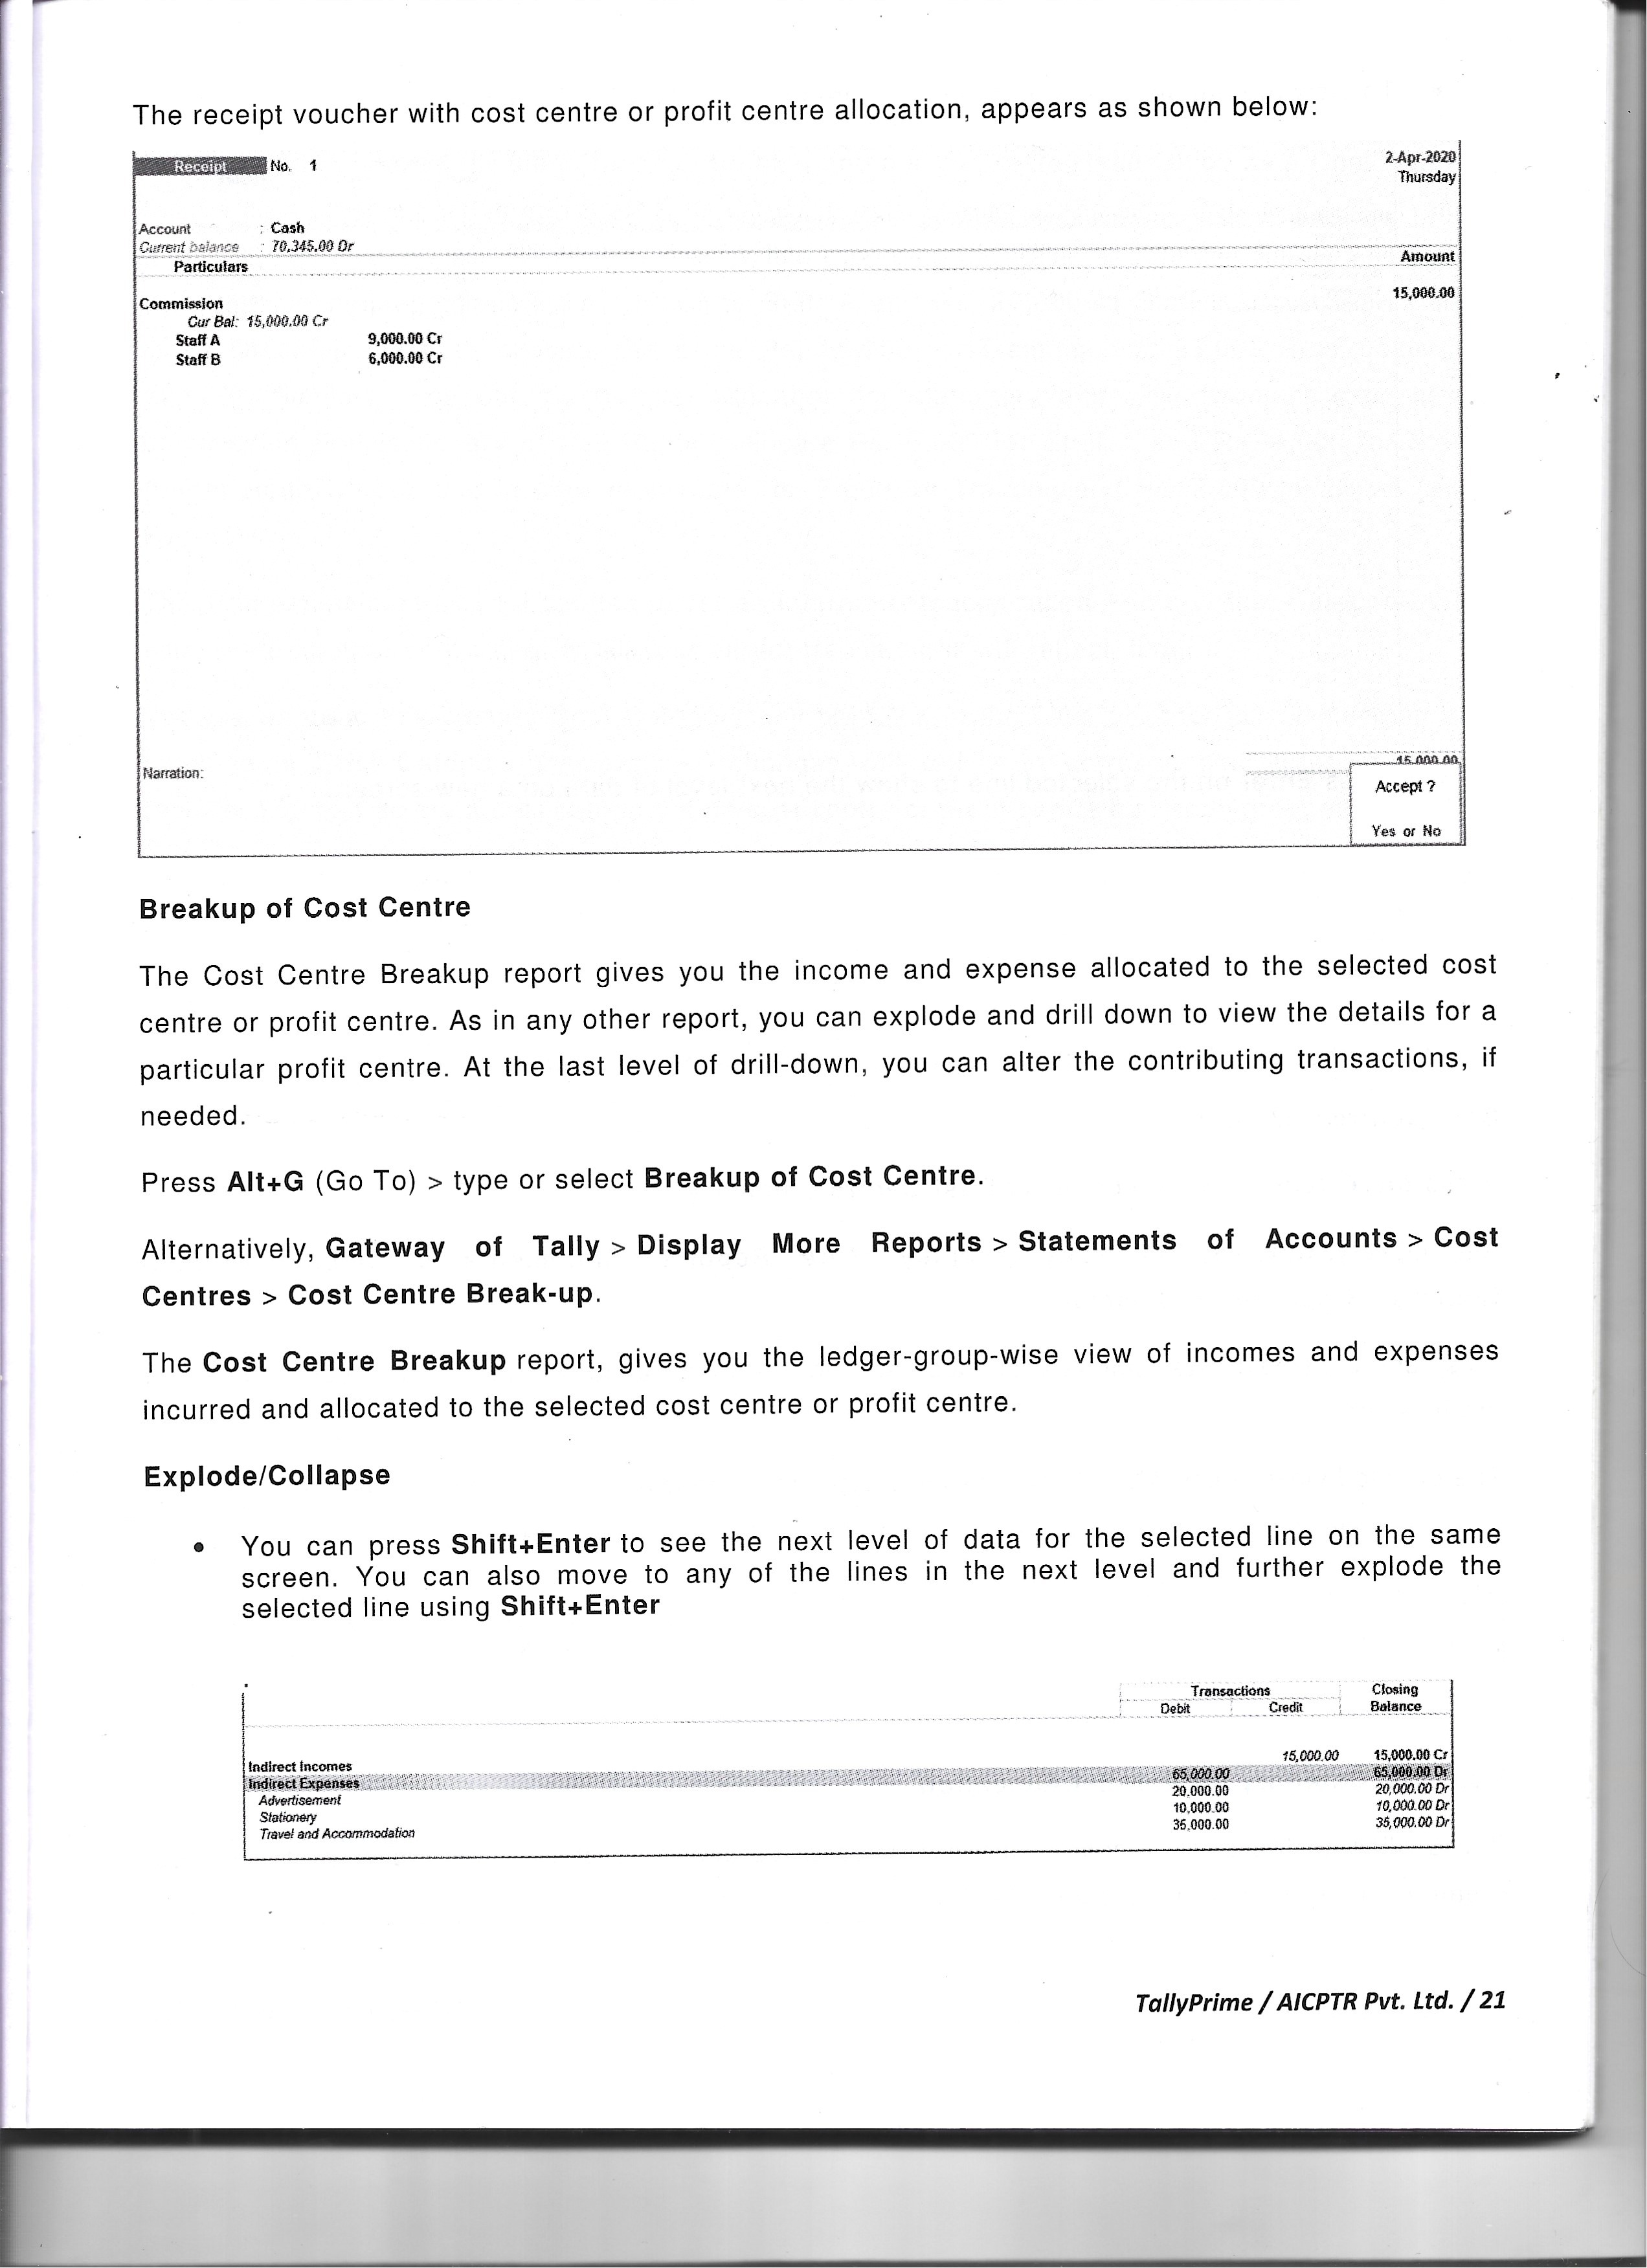 The receipt voucher with cost centre or profit centre allocation, appears as shown below:
Receipt No. 1
2-Apr-2020
Thursday
Account : Cash
Current balance : 70,345.00 Dr
Particulars Amount
Commission 15,000.00
Cur Bal: 15,000.00 Cr
Staff A 9,000.00 Cr
Staff B 6,000.00 Cr
Narration: 15,000.00
Accept ?
Yes or No
Breakup of Cost Centre
The Cost Centre Breakup report gives you the income and expense allocated to the selected cost
centre or profit centre. As in any other report, you can explode and drill down to view the details for a
particular profit centre. At the last level of drill-down, you can alter the contributing transactions, if
needed.
Press Alt+G (Go To) > type or select Breakup of Cost Centre.
Alternatively, Gateway of Tally > Display More Reports > Statements of Accounts > Cost
Centres > Cost Centre Break-up.
The Cost Centre Breakup report, gives you the ledger-group-wise view of incomes and expenses
incurred and allocated to the selected cost centre or profit centre.
Explode/Collapse
• You can press Shift+Enter to see the next level of data for the selected line on the same
screen. You can also move to any of the lines in the next level and further explode the
selected line using Shift+Enter
Transactions Closing
Debit Credit Balance
Indirect Incomes 15,000.00 15,000.00 Cr
Indirect Expenses 65,000.00 65,000.00 Dr
Advertisement 20,000.00 20,000.00 Dr
Stationery 10,000.00 10,000.00 Dr
Travel and Accommodation 35,000.00 35,000.00 Dr
TallyPrime / AICPTR Pvt. Ltd. / 21